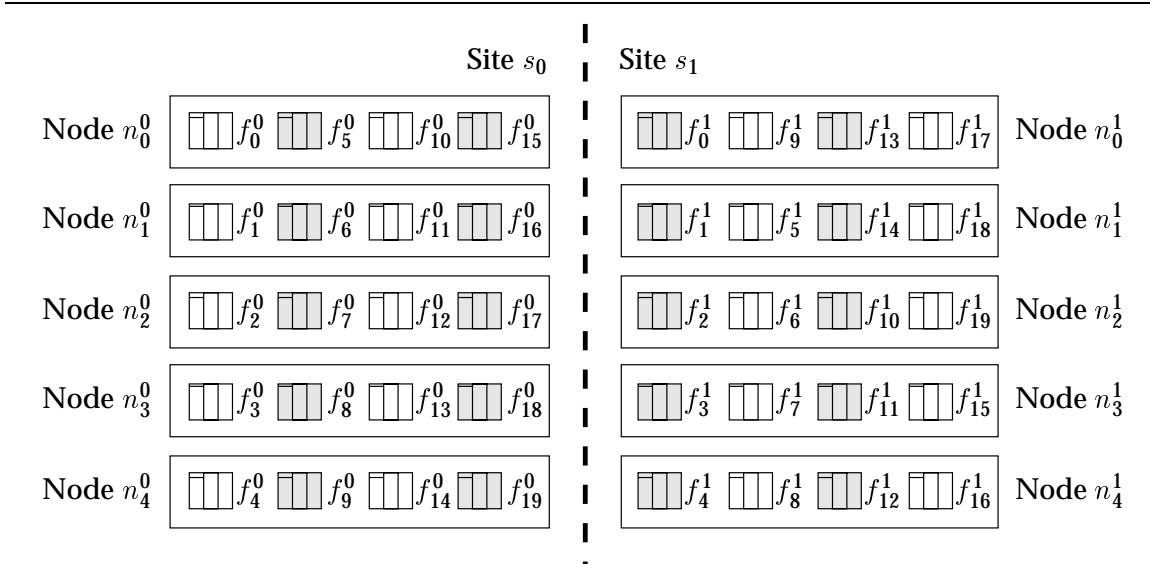 Site s₀ Site s₁
Node n₀⁰ f₀⁰ f₅⁰ f₁₀⁰ f₁₅⁰ f₀¹ f₉¹ f₁₃¹ f₁₇¹ Node n₀¹
Node n₁⁰ f₁⁰ f₆⁰ f₁₁⁰ f₁₆⁰ f₁¹ f₅¹ f₁₄¹ f₁₈¹ Node n₁¹
Node n₂⁰ f₂⁰ f₇⁰ f₁₂⁰ f₁₇⁰ f₂¹ f₆¹ f₁₀¹ f₁₉¹ Node n₂¹
Node n₃⁰ f₃⁰ f₈⁰ f₁₃⁰ f₁₈⁰ f₃¹ f₇¹ f₁₁¹ f₁₅¹ Node n₃¹
Node n₄⁰ f₄⁰ f₉⁰ f₁₄⁰ f₁₉⁰ f₄¹ f₈¹ f₁₂¹ f₁₆¹ Node n₄¹